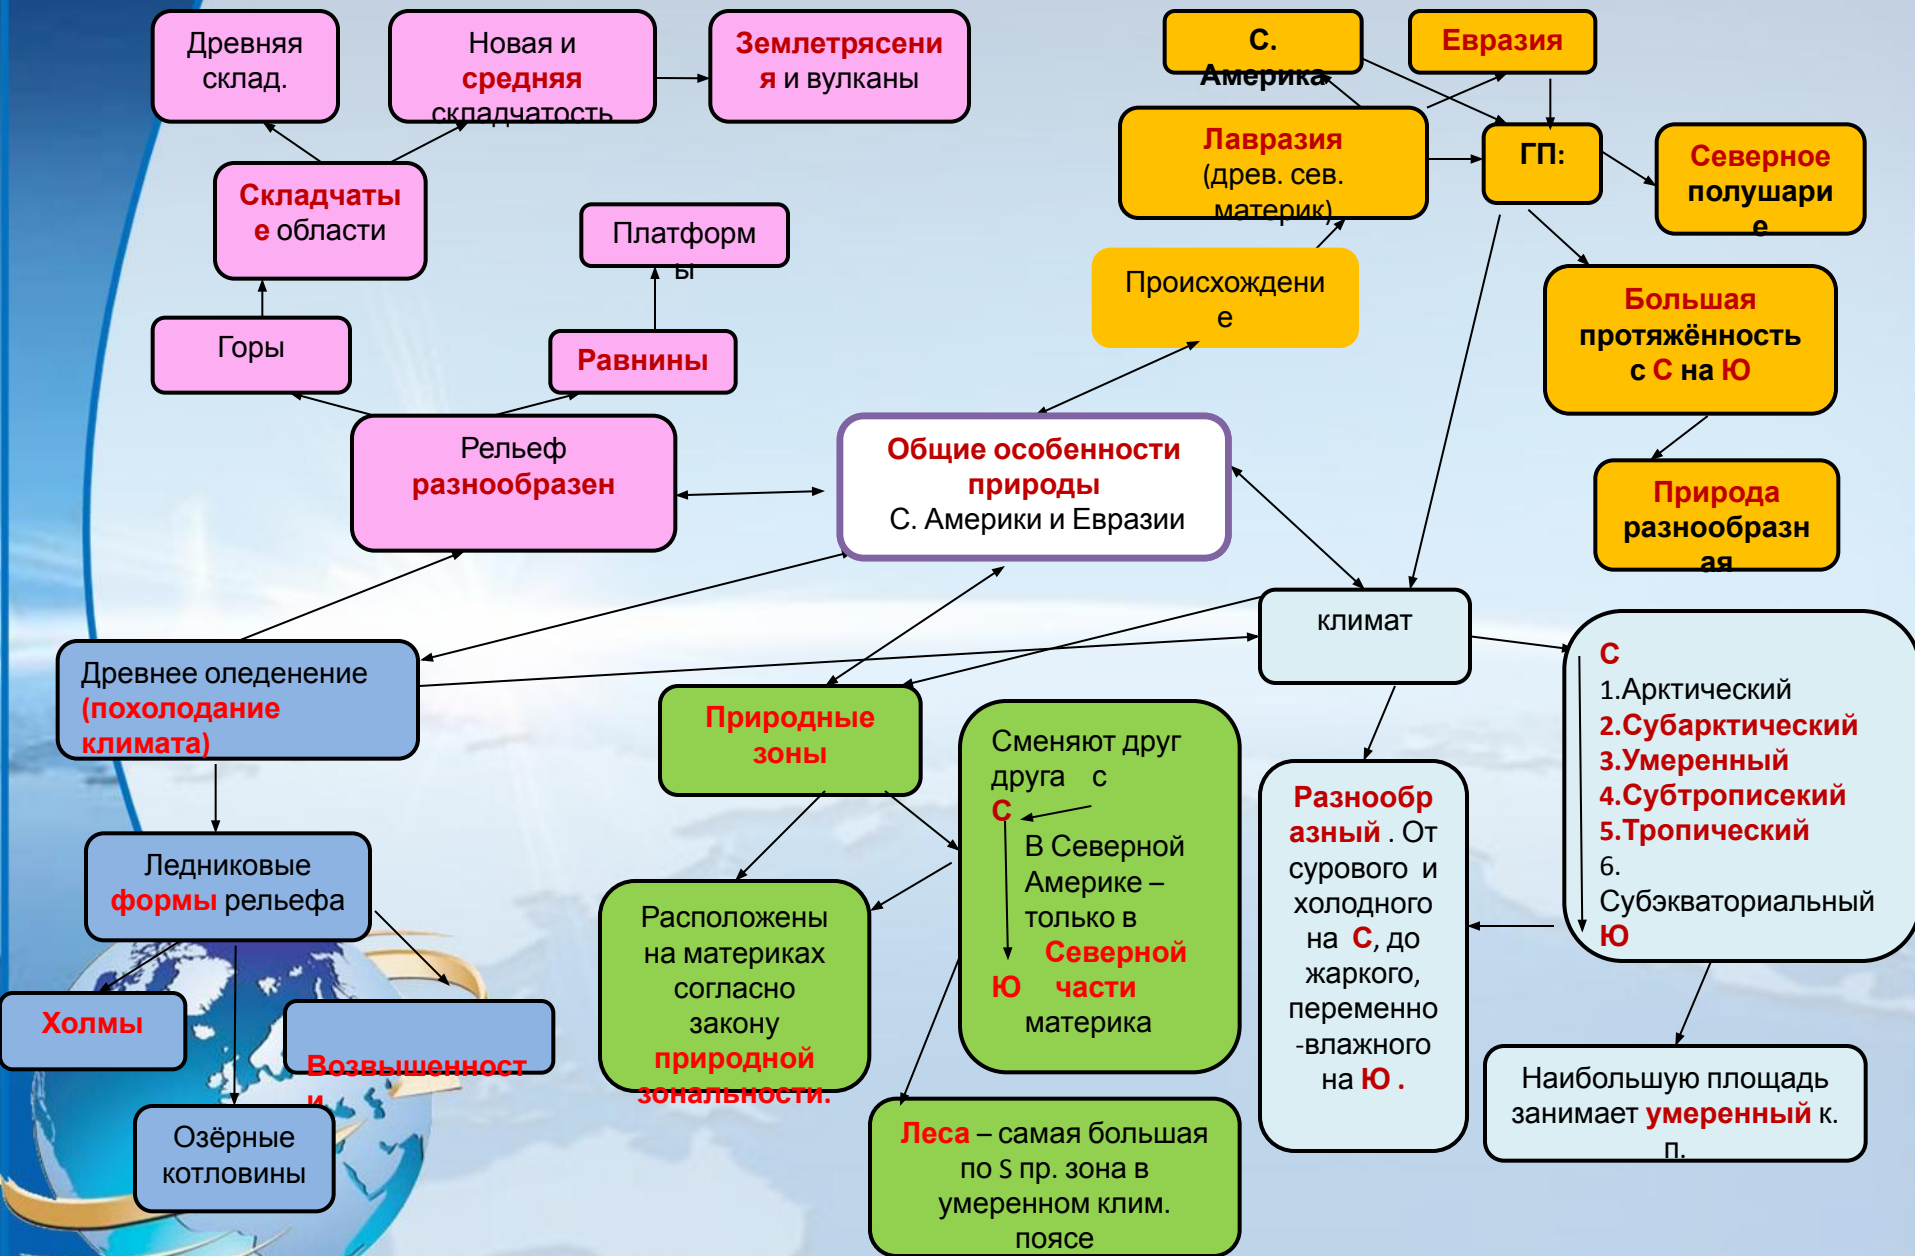 Древняя
склад.
Новая и
средняя
складчатость
Землетрясени
я и вулканы
С.
Америка
Евразия
Лавразия
(древ. сев.
материк)
ГП:
Северное
полушари
е
Складчаты
е области
Платформ
ы
Происхождени
е
Большая
протяжённость
с С на Ю
Горы
Равнины
Рельеф
разнообразен
Общие особенности
природы
С. Америки и Евразии
Природа
разнообразн
ая
климат
Древнее оледенение
(похолодание
климата)
Природные
зоны
Сменяют друг
друга с
С
В Северной
Америке –
только в
Северной
Ю части
материка
Разнообр
азный . От
сурового и
холодного
на С, до
жаркого,
переменно
-влажного
на Ю .
С
1.Арктический
2.Субарктический
3.Умеренный
4.Субтрописекий
5.Тропический
6.
Субэкваториальный
Ю
Ледниковые
формы рельефа
Расположены
на материках
согласно
закону
природной
зональности.
Холмы
Возвышенност
и
Озёрные
котловины
Леса – самая большая
по S пр. зона в
умеренном клим.
поясе
Наибольшую площадь
занимает умеренный к.
п.